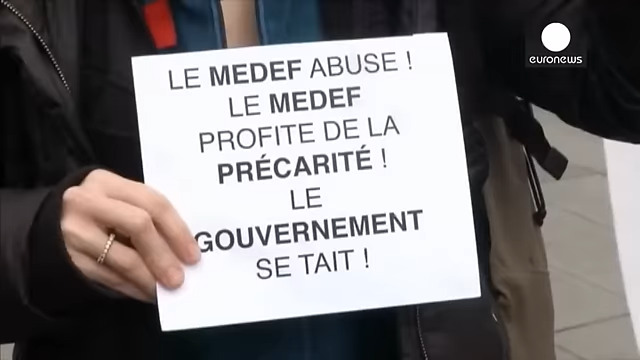 euronews
LE MEDEF ABUSE !
LE MEDEF
PROFITE DE LA
PRÉCARITÉ !
LE
GOUVERNEMENT
SE TAIT !